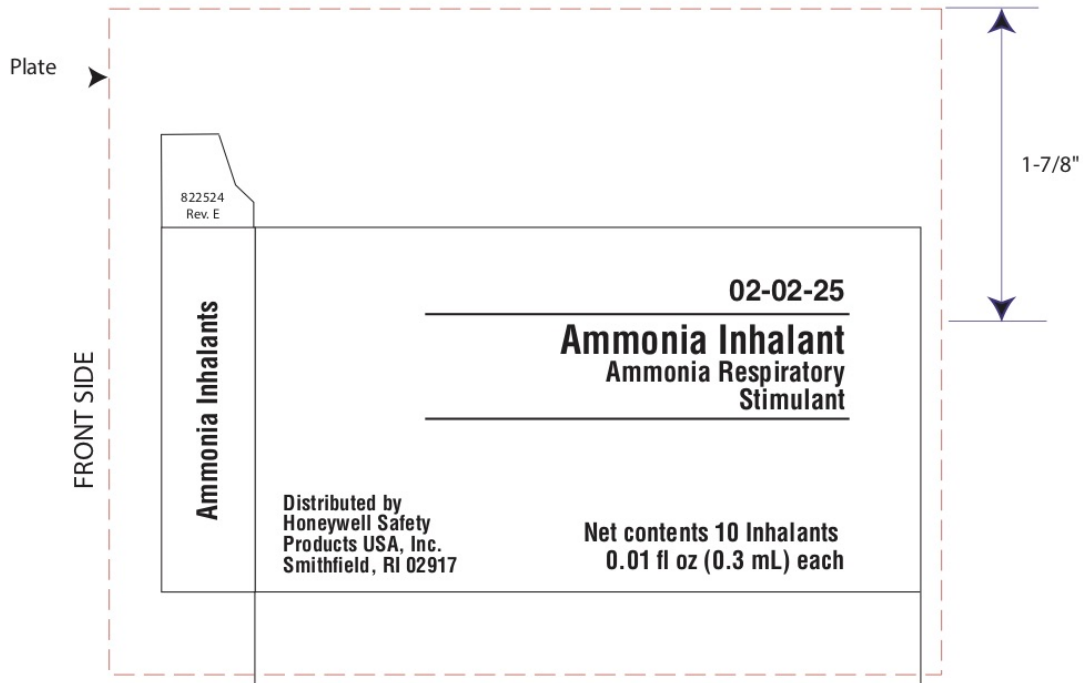 Plate
1-7/8"
822524
Rev. E
FRONT SIDE
Ammonia Inhalants
02-02-25
Ammonia Inhalant
Ammonia Respiratory
Stimulant
Distributed by
Honeywell Safety
Products USA, Inc.
Smithfield, RI 02917
Net contents 10 Inhalants
0.01 fl oz (0.3 mL) each